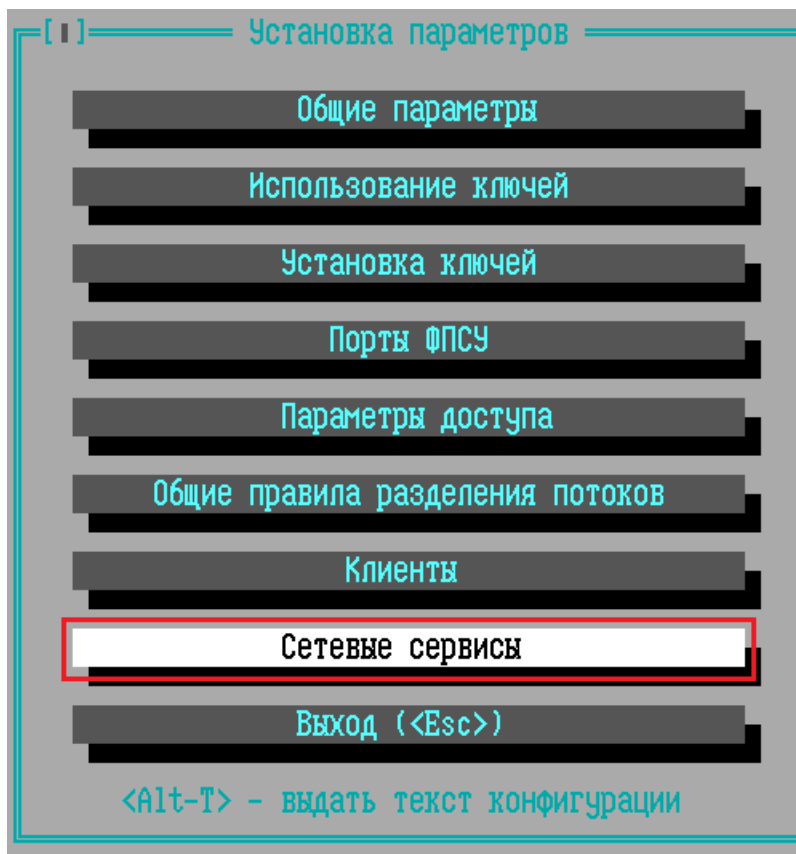 Установка параметров
Общие параметры
Использование ключей
Установка ключей
Порты ФПСУ
Параметры доступа
Общие правила разделения потоков
Клиенты
Сетевые сервисы
Выход (<Esc>)
<Alt-T> - выдать текст конфигурации